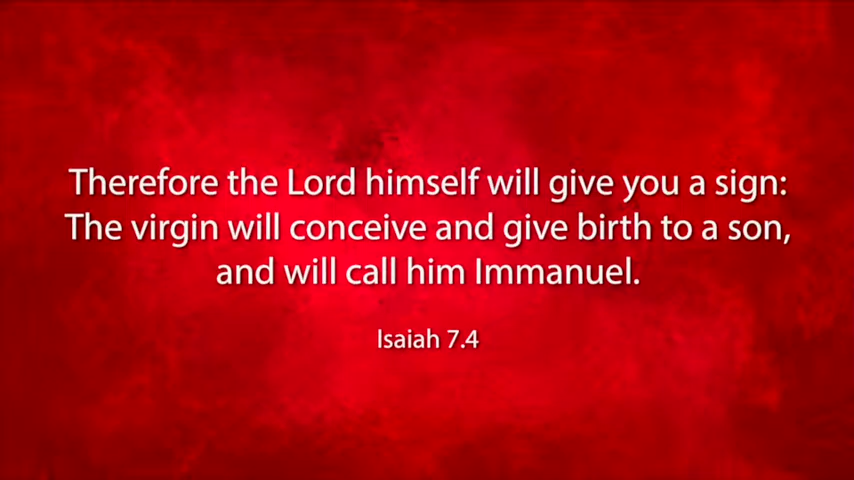 Therefore the Lord himself will give you a sign:
The virgin will conceive and give birth to a son,
and will call him Immanuel.
Isaiah 7.4